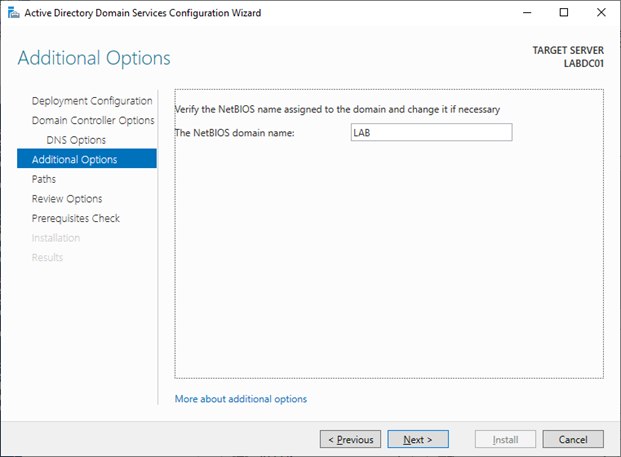 Active Directory Domain Services Configuration Wizard
Additional Options
TARGET SERVER
LABDC01
Deployment Configuration
Domain Controller Options
DNS Options
Additional Options
Paths
Review Options
Prerequisites Check
Installation
Results
Verify the NetBIOS name assigned to the domain and change it if necessary
The NetBIOS domain name: LAB
More about additional options
< Previous Next > Install Cancel